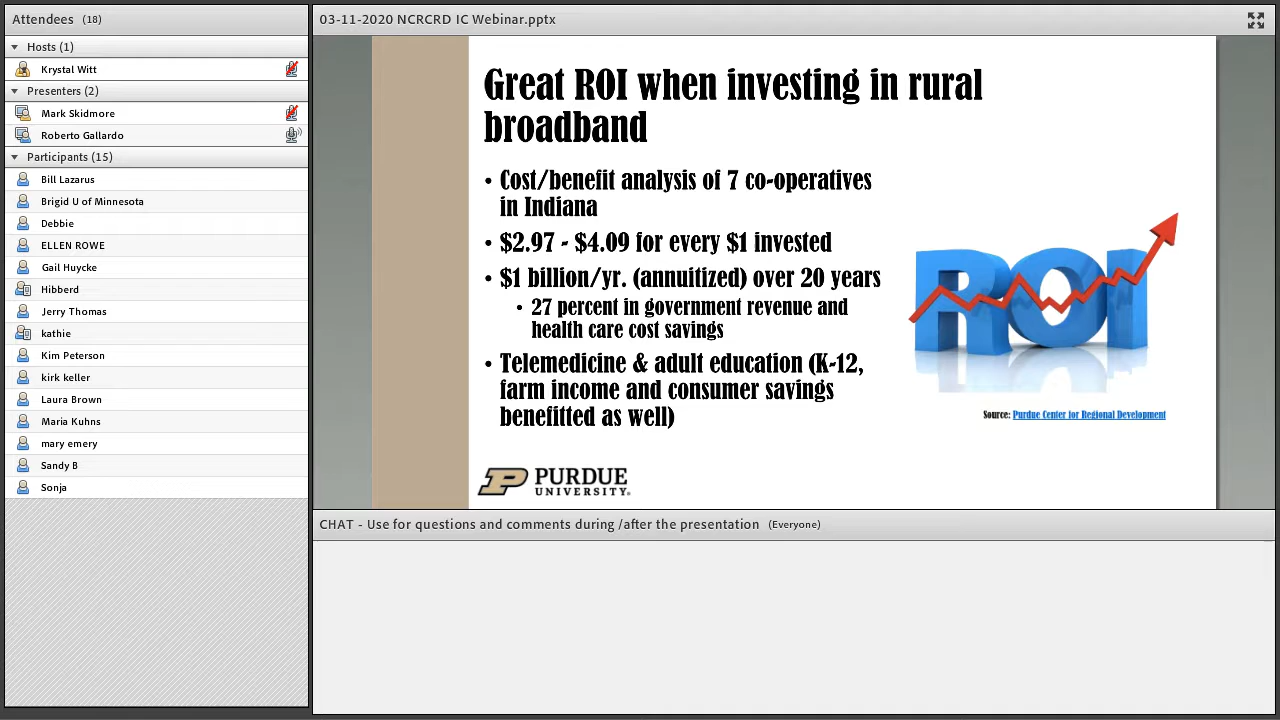 Attendees (18)
Hosts (1)
Krystal Witt
Presenters (2)
Mark Skidmore
Roberto Gallardo
Participants (15)
Bill Lazarus
Brigid U of Minnesota
Debbie
ELLEN ROWE
Gail Huycke
Hibberd
Jerry Thomas
kathie
Kim Peterson
kirk keller
Laura Brown
Maria Kuhns
mary emery
Sandy B
Sonja
03-11-2020 NCRCRD IC Webinar.pptx
Great ROI when investing in rural
broadband
• Cost/benefit analysis of 7 co-operatives
in Indiana
• $2.97 - $4.09 for every $1 invested
• $1 billion/yr. (annuitized) over 20 years
• 27 percent in government revenue and
health care cost savings
• Telemedicine & adult education (K-12,
farm income and consumer savings
benefitted as well)
ROI
Source: Purdue Center for Regional Development
P PURDUE
UNIVERSITY.
CHAT - Use for questions and comments during /after the presentation (Everyone)